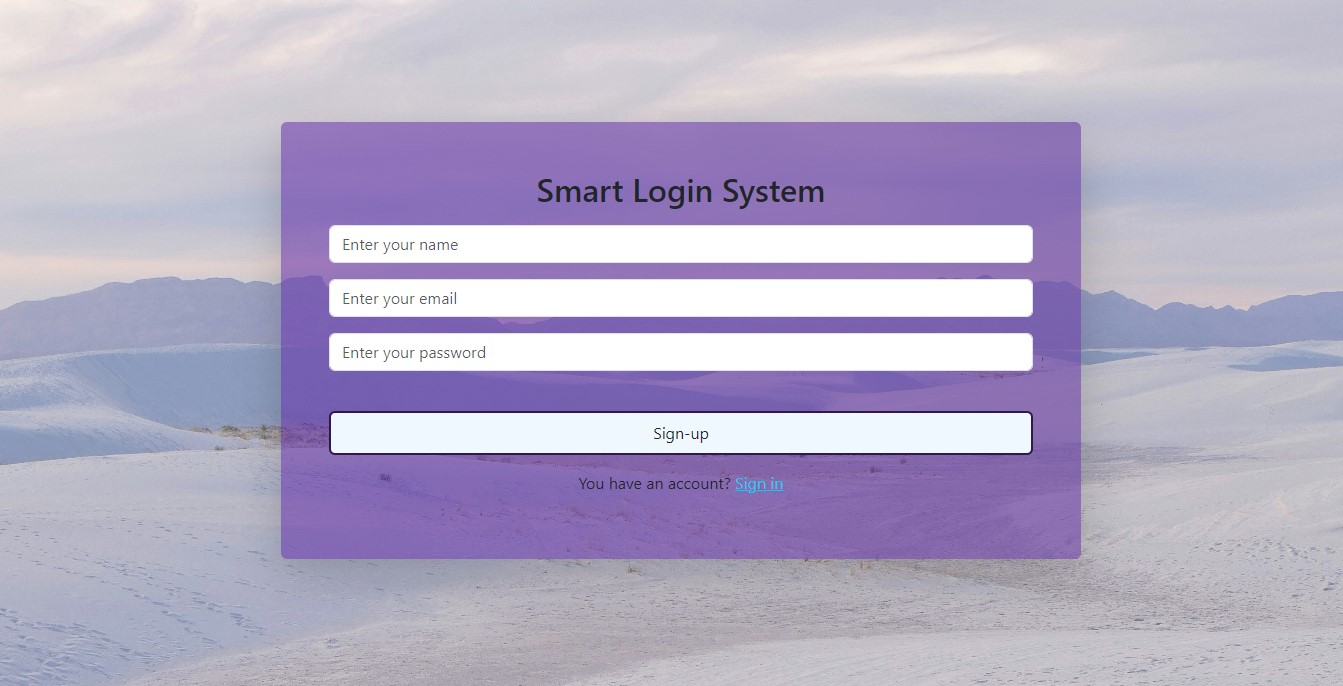 Smart Login System
Enter your name
Enter your email
Enter your password
Sign-up
You have an account? Sign in